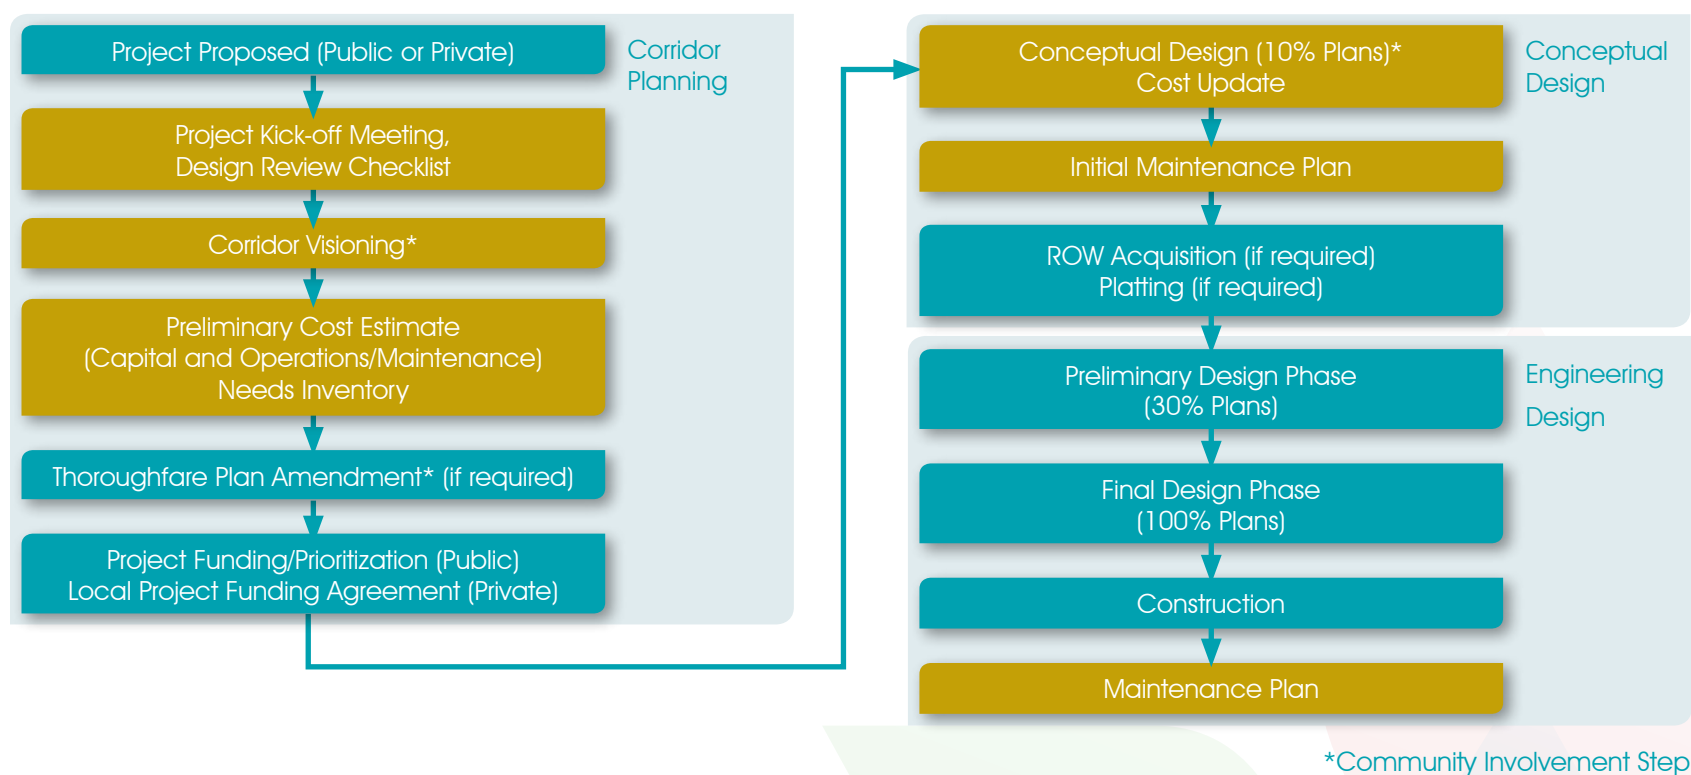 Project Proposed (Public or Private)
Corridor
Planning
Project Kick-off Meeting,
Design Review Checklist
Corridor Visioning*
Preliminary Cost Estimate
(Capital and Operations/Maintenance)
Needs Inventory
Thoroughfare Plan Amendment* (if required)
Project Funding/Prioritization (Public)
Local Project Funding Agreement (Private)
Conceptual Design (10% Plans)*
Cost Update
Conceptual
Design
Initial Maintenance Plan
ROW Acquisition (if required)
Platting (if required)
Preliminary Design Phase
(30% Plans)
Engineering
Design
Final Design Phase
(100% Plans)
Construction
Maintenance Plan
*Community Involvement Step